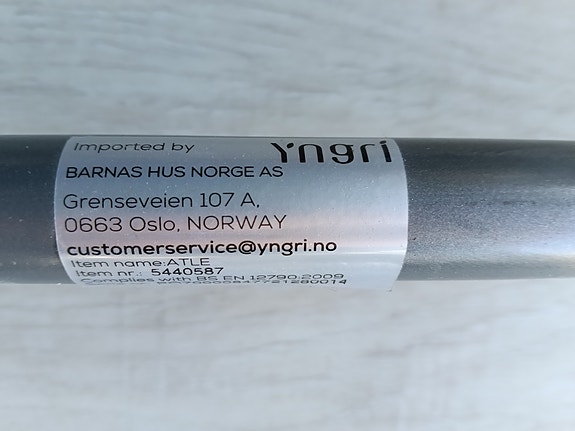 Imported by Yngri
BARNAS HUS NORGE AS
Grenseveien 107 A,
0663 Oslo, NORWAY
customerservice@yngri.no
Item name:ATLE
Item nr.: 5440587
Complies with BS EN 12790:2009